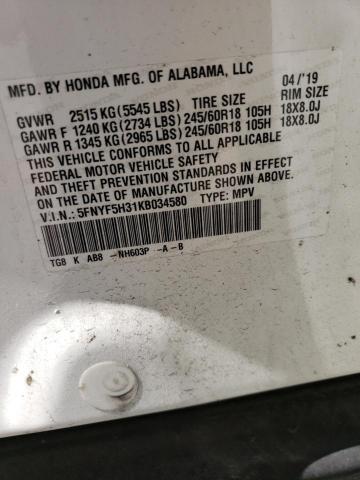 MFD. BY HONDA MFG. OF ALABAMA, LLC 04/'19
GVWR 2515 KG (5545 LBS) TIRE SIZE RIM SIZE
GAWR F 1240 KG (2734 LBS) 245/60R18 105H 18X8.0J
GAWR R 1345 KG (2965 LBS) 245/60R18 105H 18X8.0J
THIS VEHICLE CONFORMS TO ALL APPLICABLE
FEDERAL MOTOR VEHICLE SAFETY
AND THEFT PREVENTION STANDARDS IN EFFECT
ON THE DATE OF MANUFACTURE SHOWN ABOVE.
V.I.N.: 5FNYF5H31KB034580 TYPE: MPV
TG8 K AB8 -NH603P -A -B